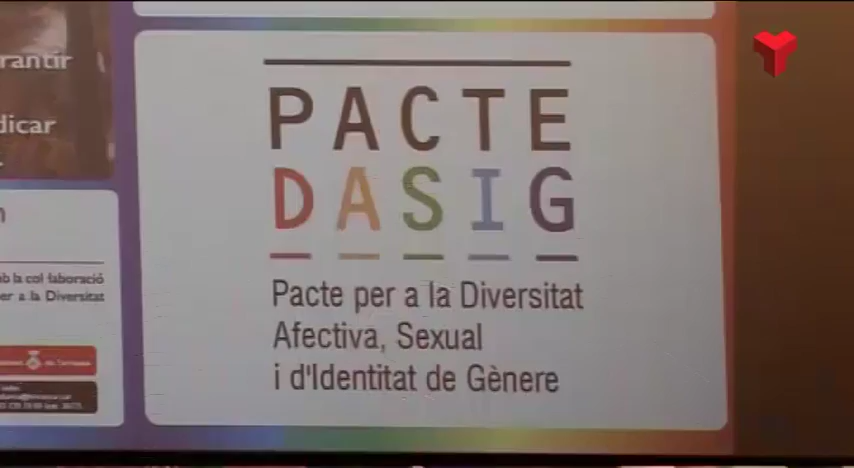 rantir
dicar
PACTE
DASIG
Pacte per a la Diversitat
Afectiva, Sexual
i d'Identitat de Gènere
mb la col·laboració
er a la Diversitat